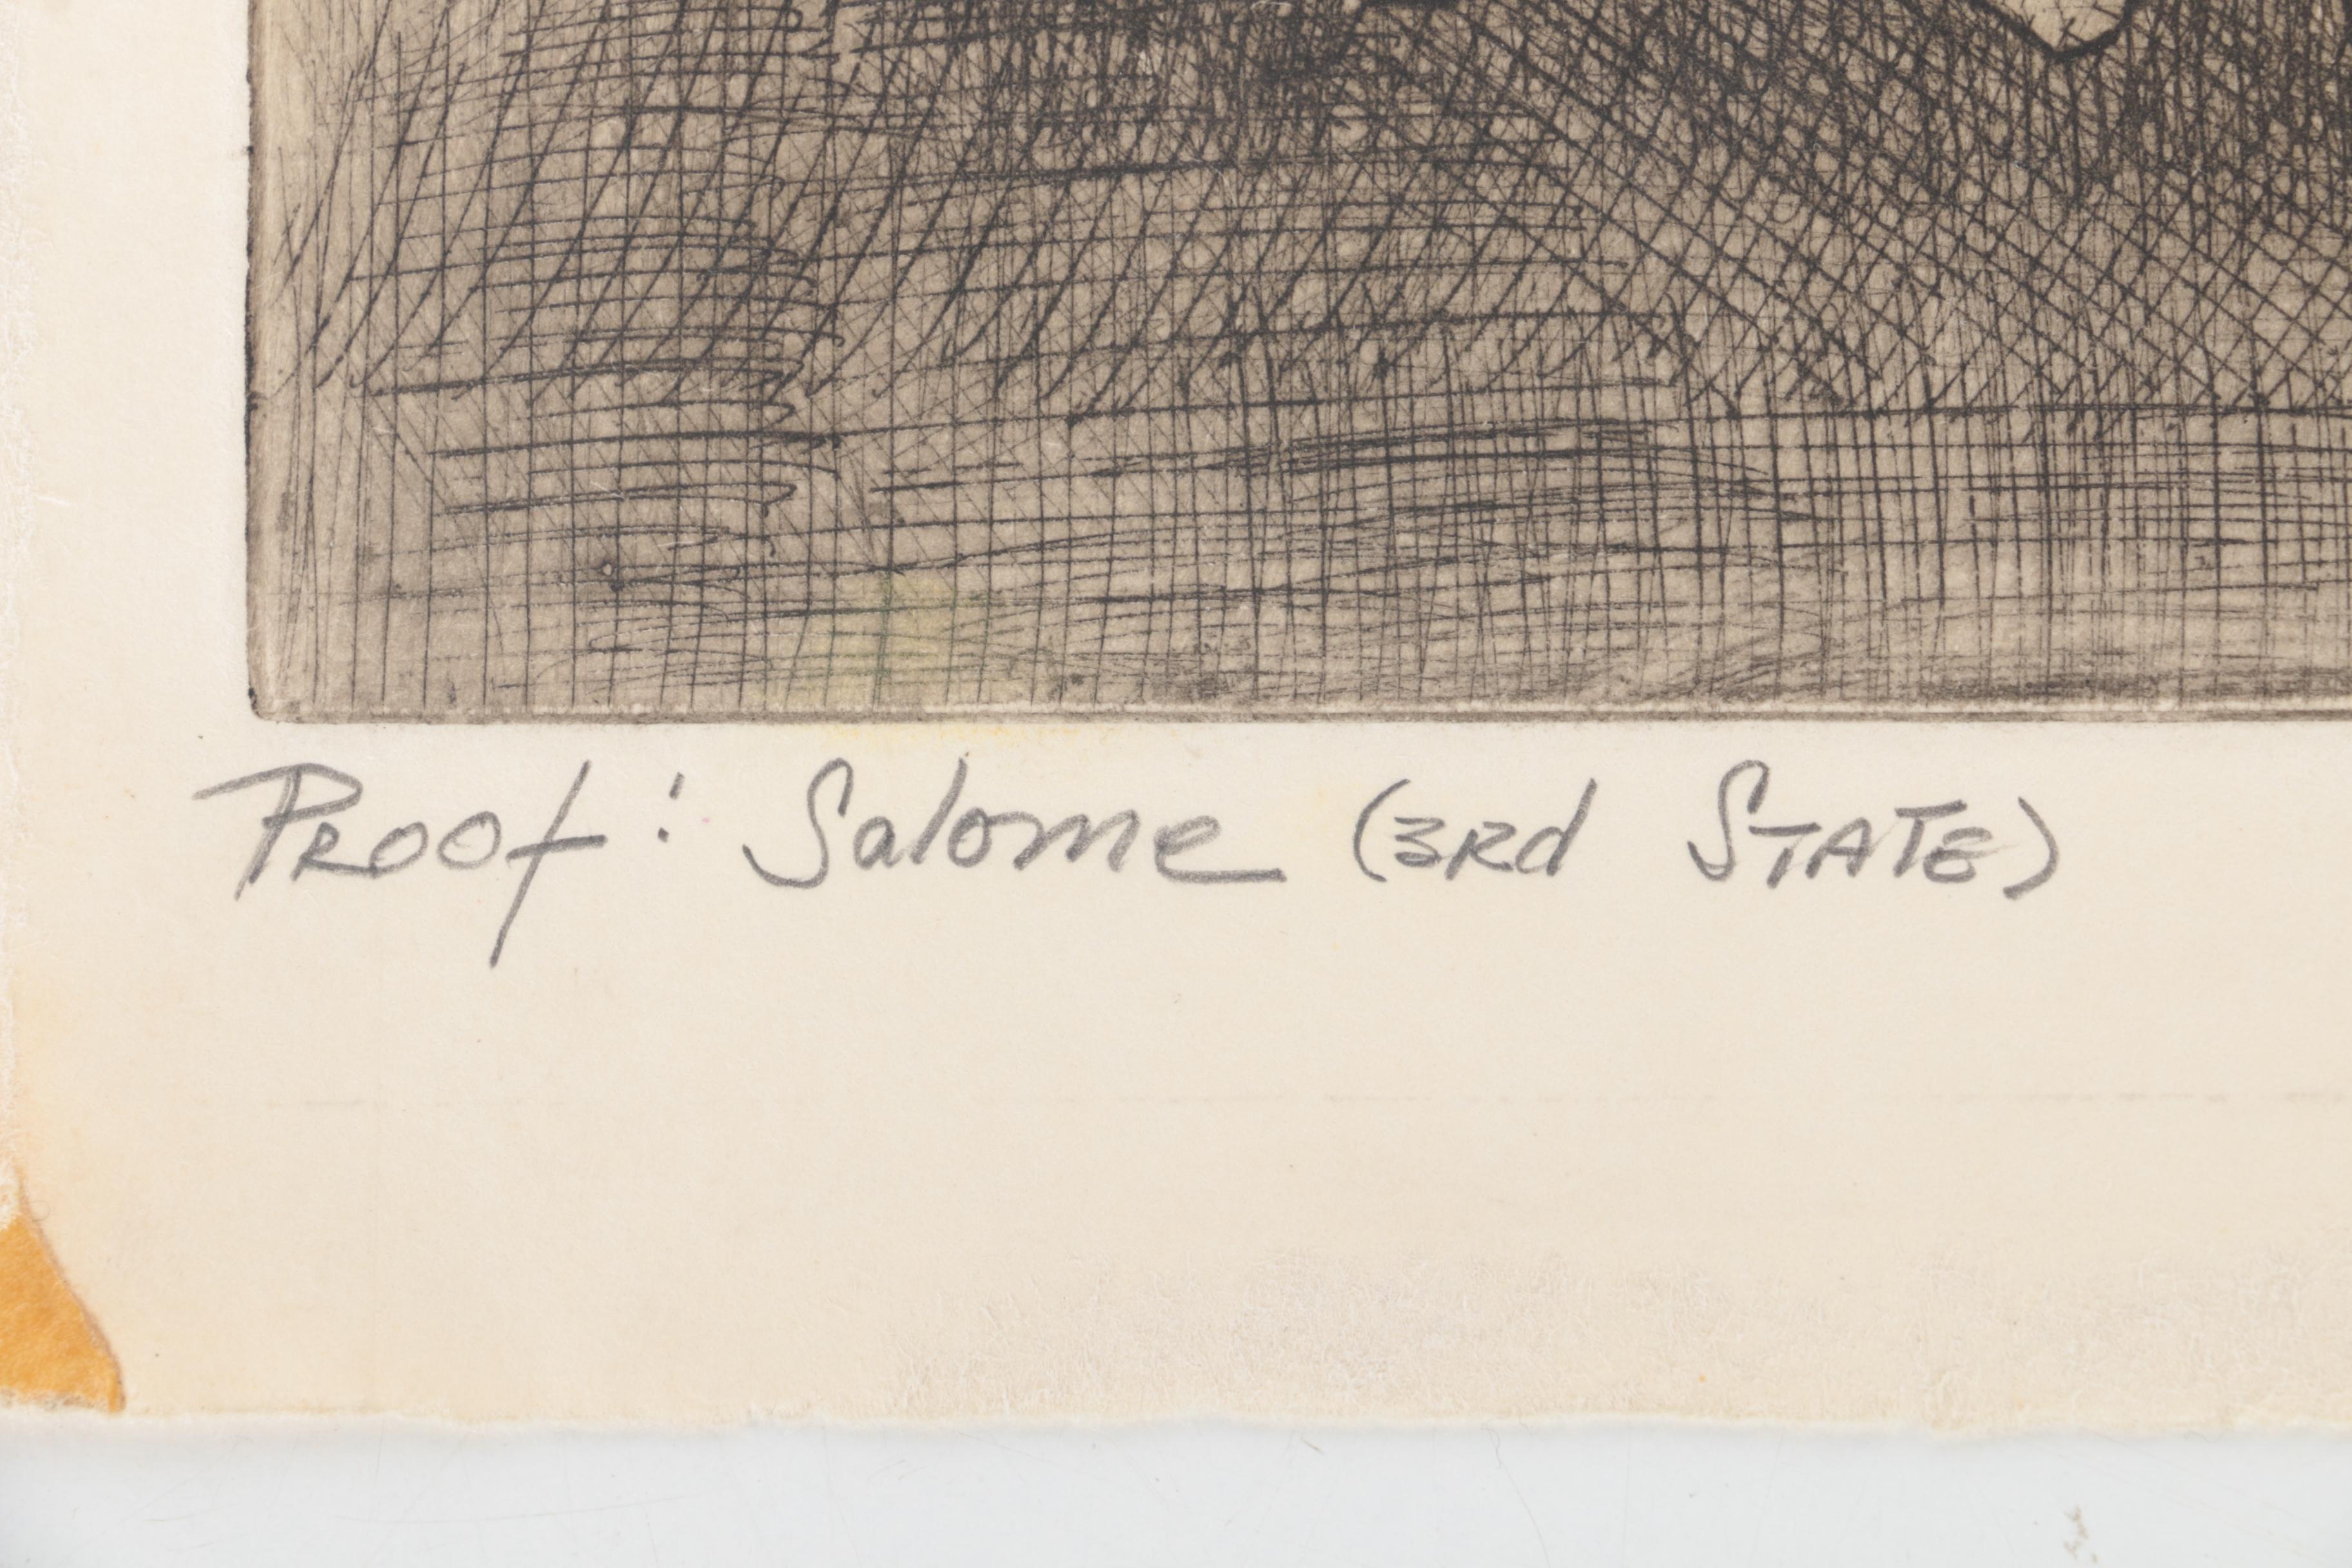 Proof: Salome (3rd State)